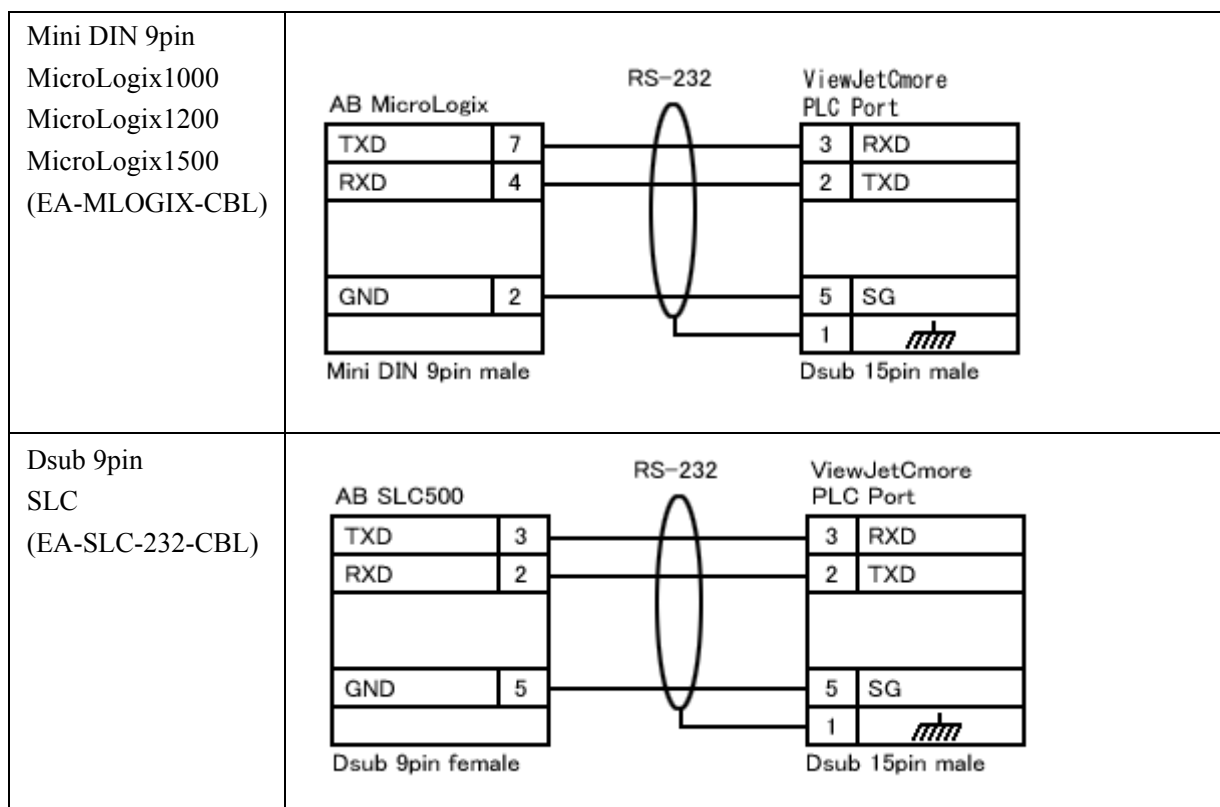 Mini DIN 9pin
MicroLogix1000
MicroLogix1200
MicroLogix1500
(EA-MLOGIX-CBL)
RS-232
AB MicroLogix
ViewJetCmore
PLC Port
TXD 7 3 RXD
RXD 4 2 TXD
GND 2 5 SG
1
Mini DIN 9pin male
Dsub 15pin male
Dsub 9pin
SLC
(EA-SLC-232-CBL)
RS-232
AB SLC500
ViewJetCmore
PLC Port
TXD 3 3 RXD
RXD 2 2 TXD
GND 5 5 SG
1
Dsub 9pin female
Dsub 15pin male